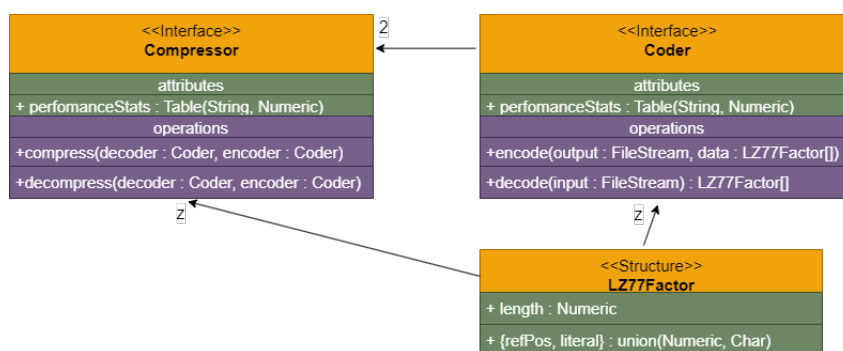 <<Interface>>
Compressor
attributes
+ perfomanceStats : Table(String, Numeric)
operations
+compress(decoder : Coder, encoder : Coder)
+decompress(decoder : Coder, encoder : Coder)
2
<<Interface>>
Coder
attributes
+ perfomanceStats : Table(String, Numeric)
operations
+encode(output : FileStream, data : LZ77Factor[])
+decode(input : FileStream) : LZ77Factor[]
z
z
<<Structure>>
LZ77Factor
+ length : Numeric
+ {refPos, literal} : union(Numeric, Char)